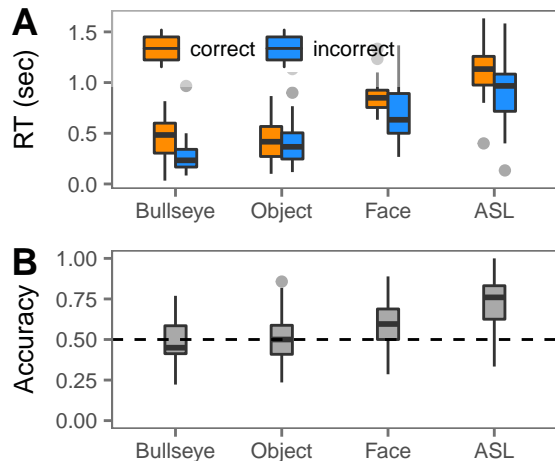 A
RT (sec)
1.5
1.0
0.5
0.0
correct
incorrect
Bullseye Object Face ASL
B
Accuracy
1.00
0.75
0.50
0.25
0.00
Bullseye Object Face ASL